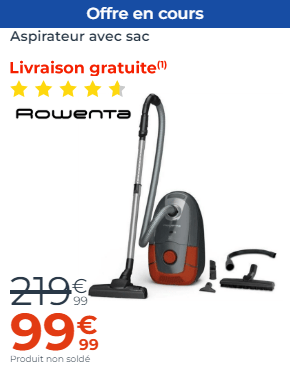 Offre en cours
Aspirateur avec sac
Livraison gratuite(1)
Rowenta
219€99
99€99
Produit non soldé